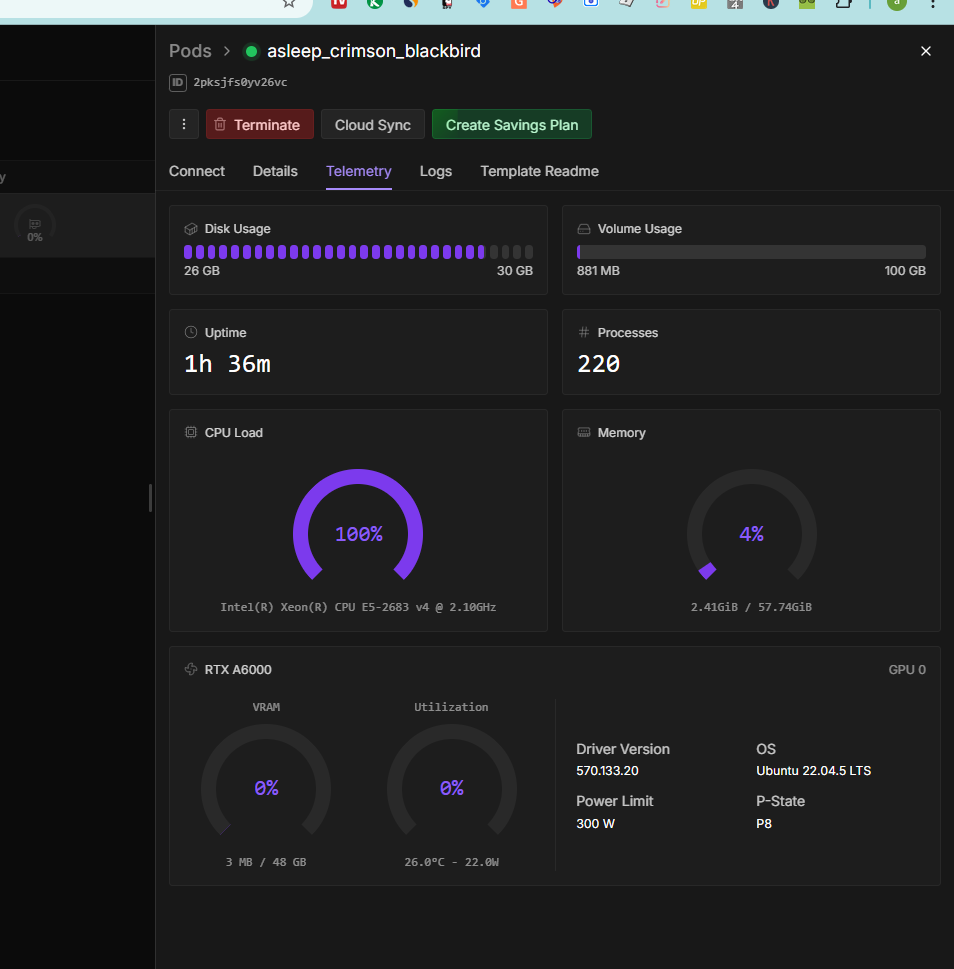 Pods > asleep_crimson_blackbird
ID 2pksjfs0yv26vc
Terminate Cloud Sync Create Savings Plan
Connect Details Telemetry Logs Template Readme
Disk Usage
26 GB 30 GB
Volume Usage
881 MB 100 GB
Uptime
1h 36m
# Processes
220
CPU Load
100%
Intel(R) Xeon(R) CPU E5-2683 v4 @ 2.10GHz
Memory
4%
2.41GiB / 57.74GiB
RTX A6000 GPU 0
VRAM
0%
3 MB / 48 GB
Utilization
0%
26.0ºC - 22.0W
Driver Version
570.133.20
OS
Ubuntu 22.04.5 LTS
Power Limit
300 W
P-State
P8
y
0%